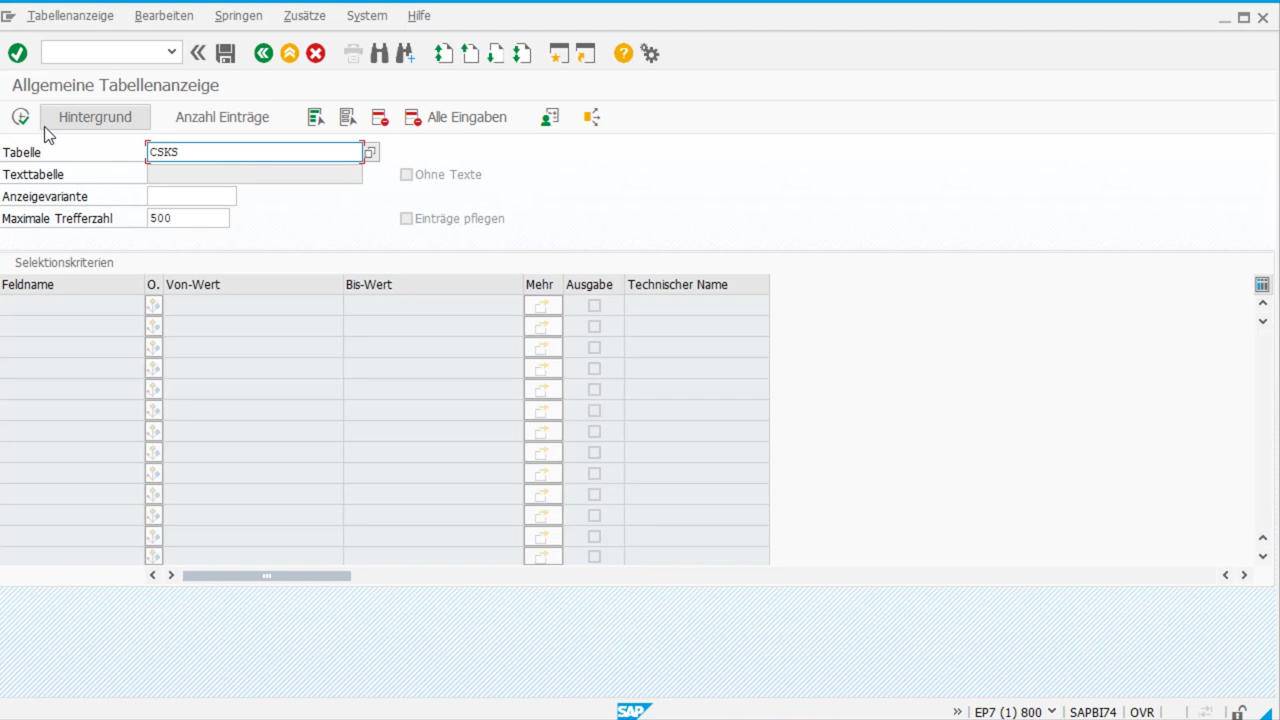 Tabellenanzeige Bearbeiten Springen Zusätze System Hilfe
Allgemeine Tabellenanzeige
Hintergrund Anzahl Einträge Alle Eingaben
Tabelle CSKS
Texttabelle Ohne Texte
Anzeigevariante
Maximale Trefferzahl 500 Einträge pflegen
Selektionskriterien
Feldname O. Von-Wert Bis-Wert Mehr Ausgabe Technischer Name
SAP EP7 (1) 800 SAPBI74 OVR